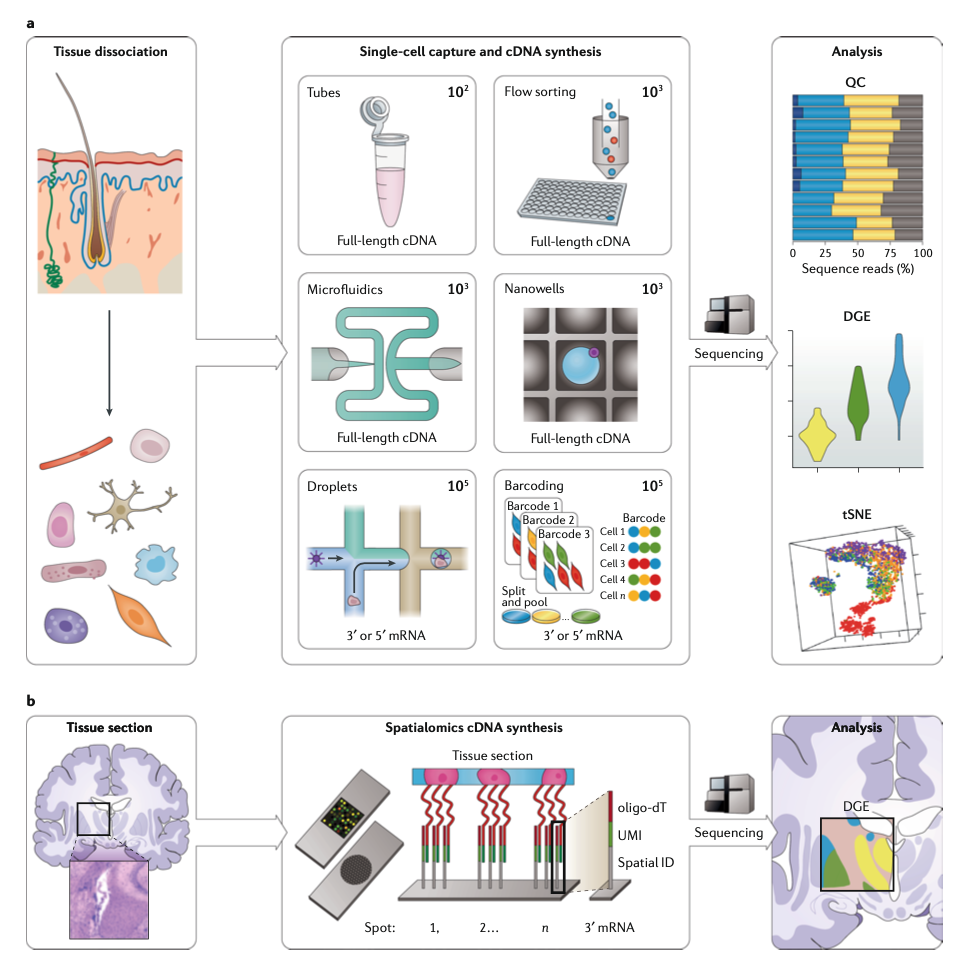 a
Tissue dissociation
Single-cell capture and cDNA synthesis
Tubes
10²
Full-length cDNA
Flow sorting
10³
Full-length cDNA
Microfluidics
10³
Full-length cDNA
Nanowells
10³
Full-length cDNA
Droplets
10⁵
3′ or 5′ mRNA
Barcoding
10⁵
Barcode 1
Barcode 2
Barcode 3
Barcode
Cell 1
Cell 2
Cell 3
Cell 4
Cell n
Split
and pool
...
3′ or 5′ mRNA
Sequencing
Analysis
QC
0 25 50 75 100
Sequence reads (%)
DGE
tSNE
b
Tissue section
Spatialomics cDNA synthesis
Tissue section
oligo-dT
UMI
Spatial ID
Spot: 1, 2... n 3′ mRNA
Sequencing
Analysis
DGE